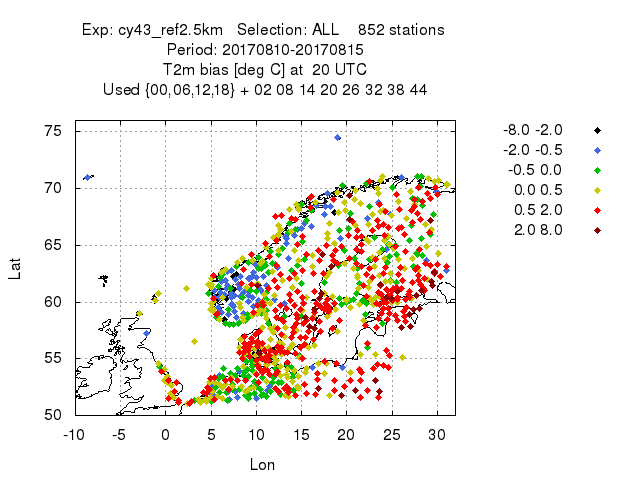 Exp: cy43_ref2.5km   Selection: ALL    852 stations
Period: 20170810-20170815
T2m bias [deg C] at  20 UTC
Used {00,06,12,18} + 02 08 14 20 26 32 38 44
-8.0 -2.0
-2.0 -0.5
-0.5 0.0
0.0 0.5
0.5 2.0
2.0 8.0
75
70
65
60
55
50
Lat
-10 -5 0 5 10 15 20 25 30
Lon